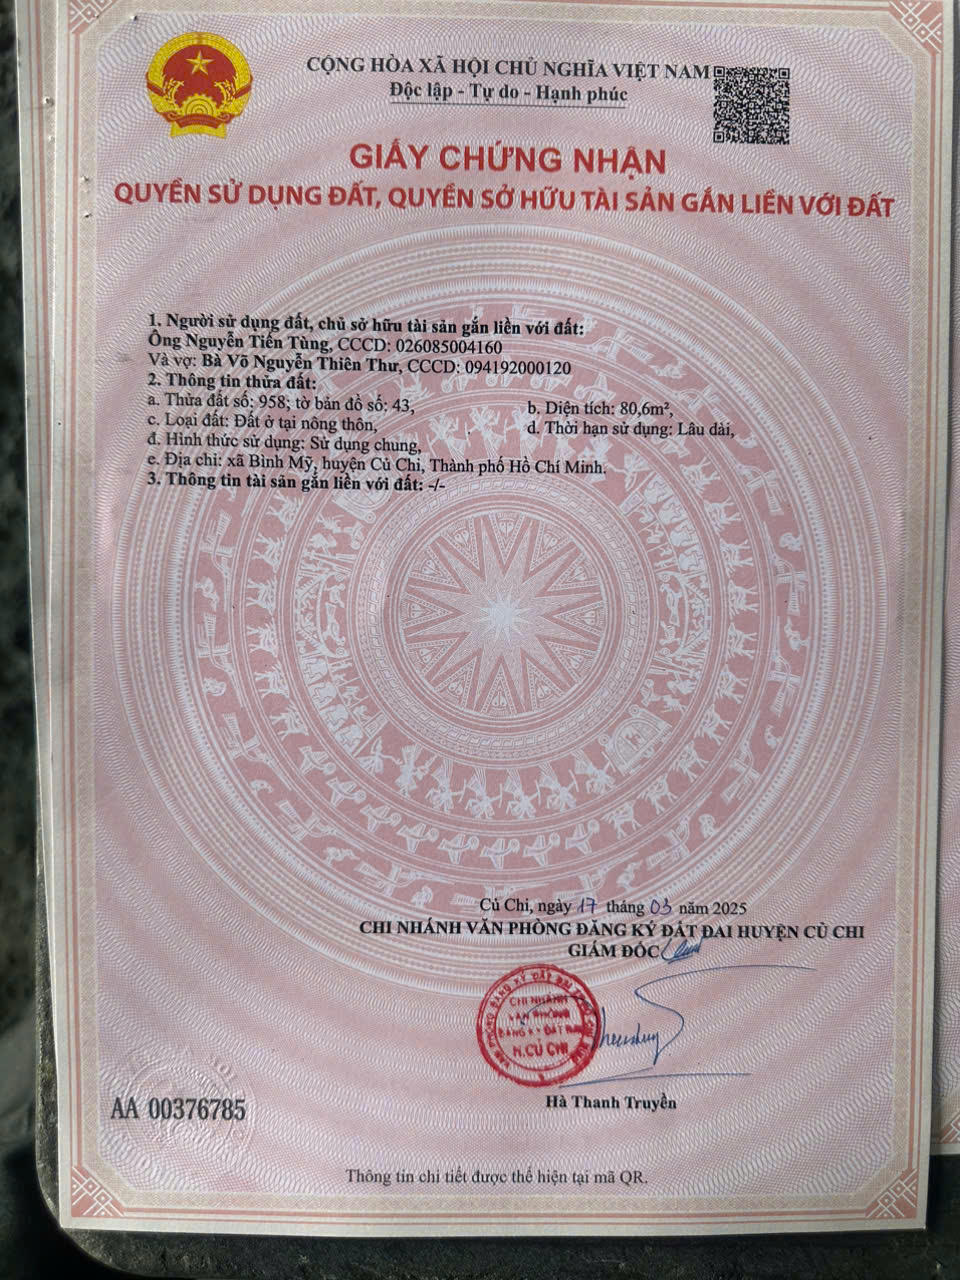 CỘNG HÒA XÃ HỘI CHỦ NGHĨA VIỆT NAM
Độc lập - Tự do - Hạnh phúc
GIẤY CHỨNG NHẬN
QUYỀN SỬ DỤNG ĐẤT, QUYỀN SỞ HỮU TÀI SẢN GẮN LIỀN VỚI ĐẤT
1. Người sử dụng đất, chủ sở hữu tài sản gắn liền với đất:
Ông Nguyễn Tiến Tùng, CCCD: 026085004160
Và vợ: Bà Võ Nguyễn Thiên Thư, CCCD: 094192000120
2. Thông tin thửa đất:
a. Thửa đất số: 958; tờ bản đồ số: 43, b. Diện tích: 80,6m²,
c. Loại đất: Đất ở tại nông thôn, d. Thời hạn sử dụng: Lâu dài,
đ. Hình thức sử dụng: Sử dụng chung,
e. Địa chỉ: xã Bình Mỹ, huyện Củ Chi, Thành phố Hồ Chí Minh.
3. Thông tin tài sản gắn liền với đất: -/-
Củ Chi, ngày 17 tháng 03 năm 2025
CHI NHÁNH VĂN PHÒNG ĐĂNG KÝ ĐẤT ĐAI HUYỆN CỦ CHI
GIÁM ĐỐC
CHI NHÁNH
VĂN PHÒNG
ĐĂNG KÝ ĐẤT ĐAI
H.CỦ CHI
Hà Thanh Truyền
AA 00376785
Thông tin chi tiết được thể hiện tại mã QR.